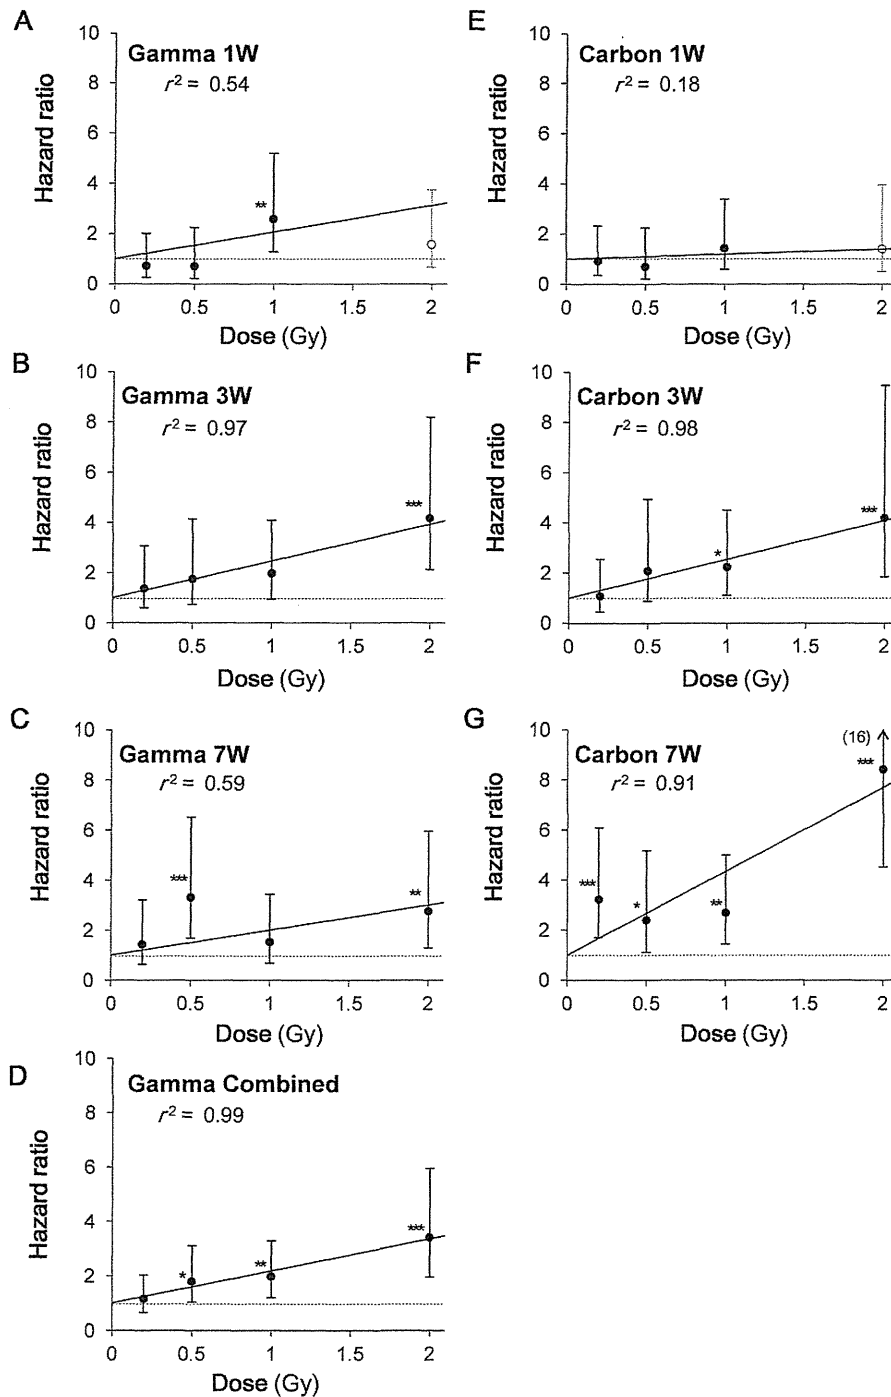 A
Gamma 1W
r² = 0.54
Hazard ratio
10
8
6
4
2
0
**
0 0.5 1 1.5 2
Dose (Gy)
B
Gamma 3W
r² = 0.97
Hazard ratio
10
8
6
4
2
0
***
0 0.5 1 1.5 2
Dose (Gy)
C
Gamma 7W
r² = 0.59
Hazard ratio
10
8
6
4
2
0
***
**
0 0.5 1 1.5 2
Dose (Gy)
D
Gamma Combined
r² = 0.99
Hazard ratio
10
8
6
4
2
0
*
**
***
0 0.5 1 1.5 2
Dose (Gy)
E
Carbon 1W
r² = 0.18
Hazard ratio
10
8
6
4
2
0
0 0.5 1 1.5 2
Dose (Gy)
F
Carbon 3W
r² = 0.98
Hazard ratio
10
8
6
4
2
0
*
***
0 0.5 1 1.5 2
Dose (Gy)
G
Carbon 7W
r² = 0.91
Hazard ratio
10
8
6
4
2
0
(16)
***
***
*
**
0 0.5 1 1.5 2
Dose (Gy)